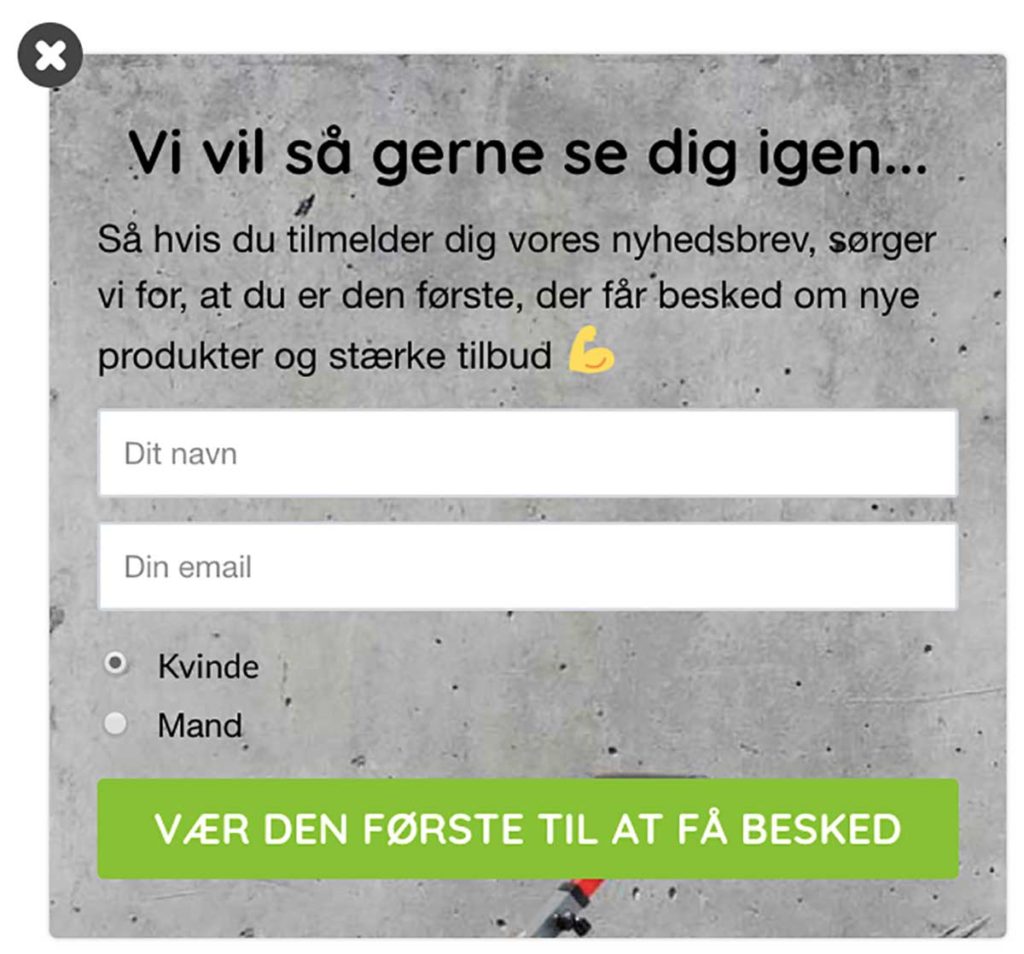 Vi vil så gerne se dig igen...
Så hvis du tilmelder dig vores nyhedsbrev, sørger
vi for, at du er den første, der får besked om nye
produkter og stærke tilbud 💪
Dit navn
Din email
Kvinde
Mand
VÆR DEN FØRSTE TIL AT FÅ BESKED